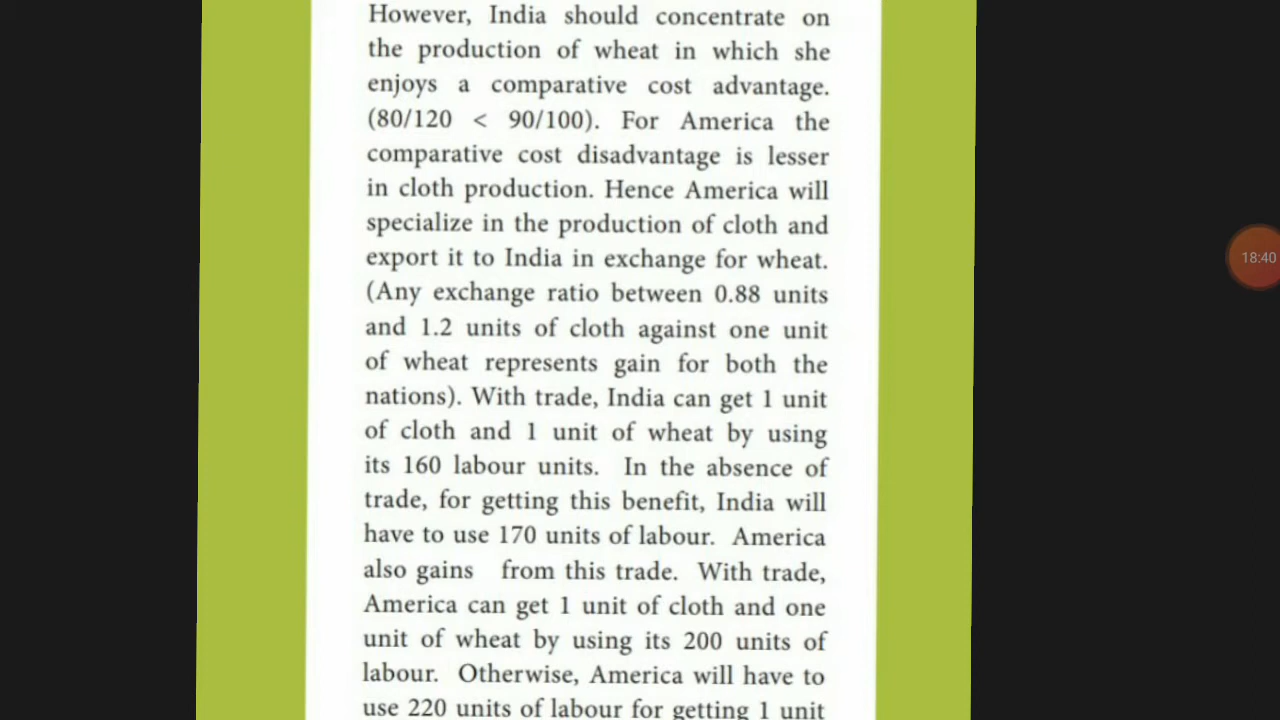 However, India should concentrate on
the production of wheat in which she
enjoys a comparative cost advantage.
(80/120 < 90/100). For America the
comparative cost disadvantage is lesser
in cloth production. Hence America will
specialize in the production of cloth and
export it to India in exchange for wheat.
(Any exchange ratio between 0.88 units
and 1.2 units of cloth against one unit
of wheat represents gain for both the
nations). With trade, India can get 1 unit
of cloth and 1 unit of wheat by using
its 160 labour units. In the absence of
trade, for getting this benefit, India will
have to use 170 units of labour. America
also gains from this trade. With trade,
America can get 1 unit of cloth and one
unit of wheat by using its 200 units of
labour. Otherwise, America will have to
use 220 units of labour for getting 1 unit
18:40